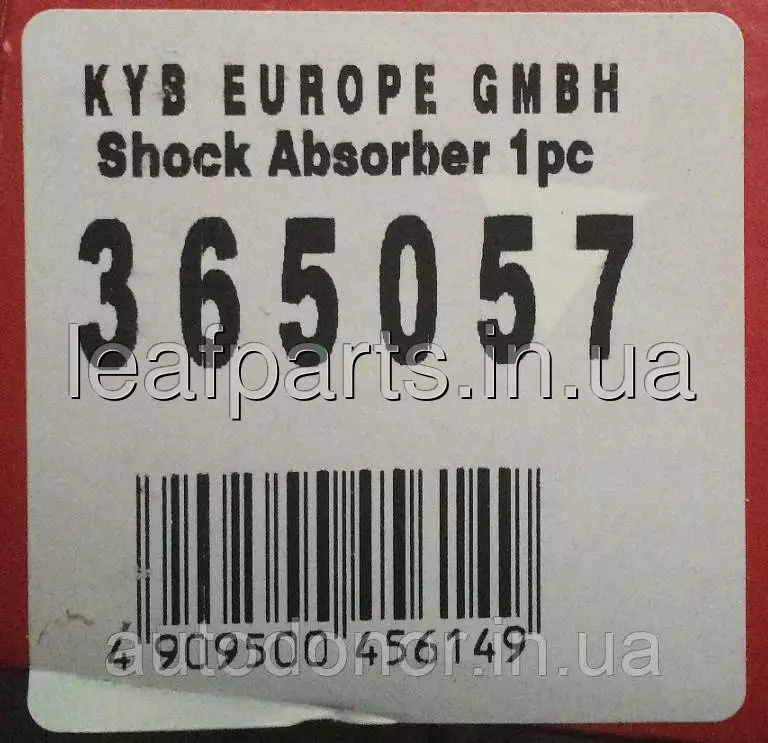 KYB EUROPE GMBH
Shock Absorber 1pc
365057
leafparts.in.ua
4 909500 456149
autodonor.in.ua